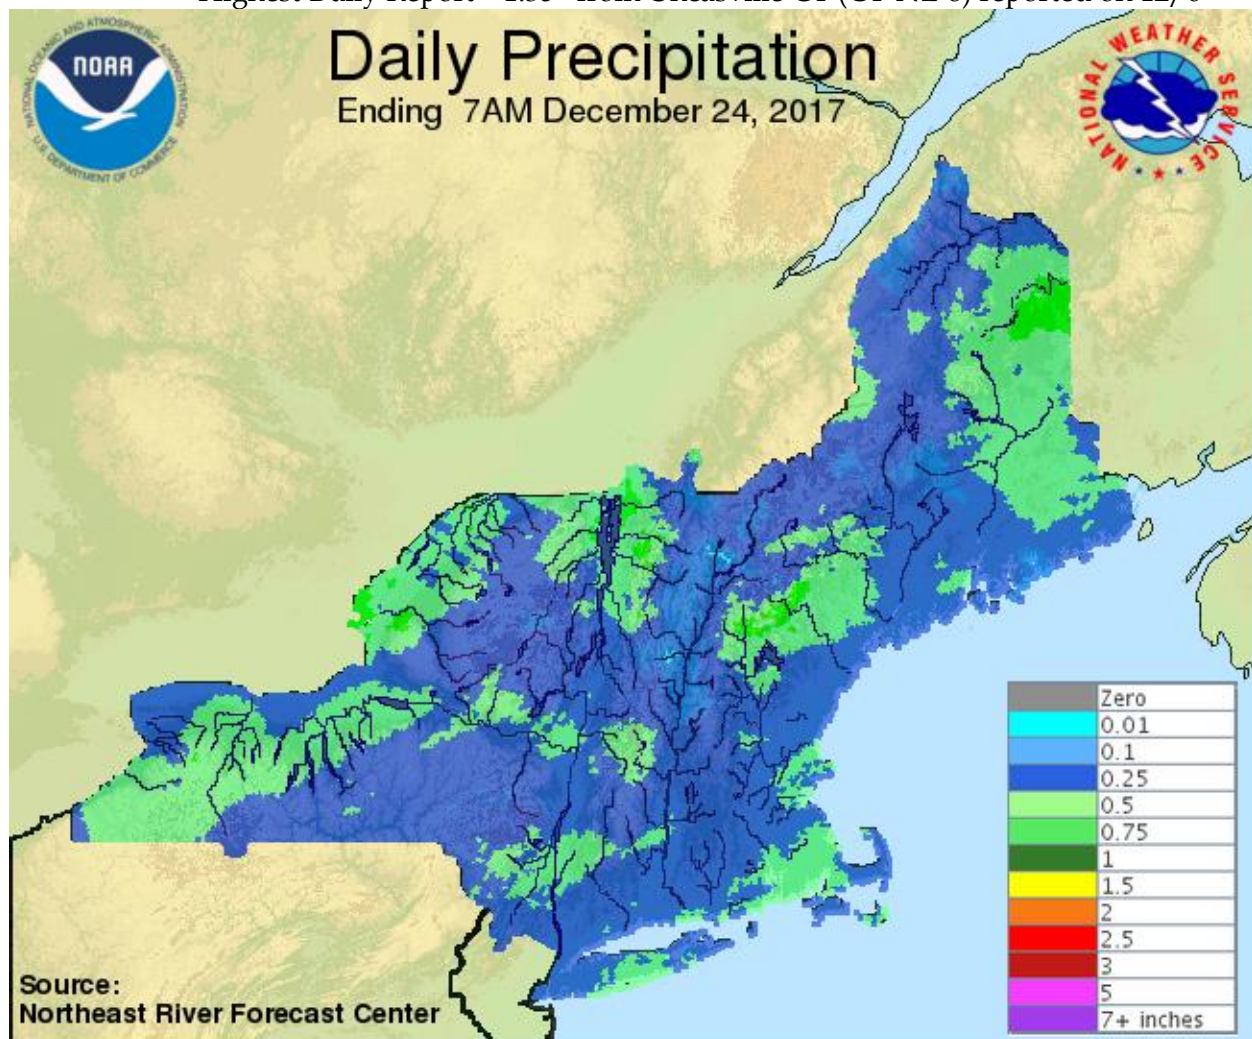 Daily Precipitation
Ending 7AM December 24, 2017
NOAA
NATIONAL OCEANIC AND ATMOSPHERIC ADMINISTRATION
U.S. DEPARTMENT OF COMMERCE
NATIONAL WEATHER SERVICE
Zero
0.01
0.1
0.25
0.5
0.75
1
1.5
2
2.5
3
5
7+ inches
Source:
Northeast River Forecast Center